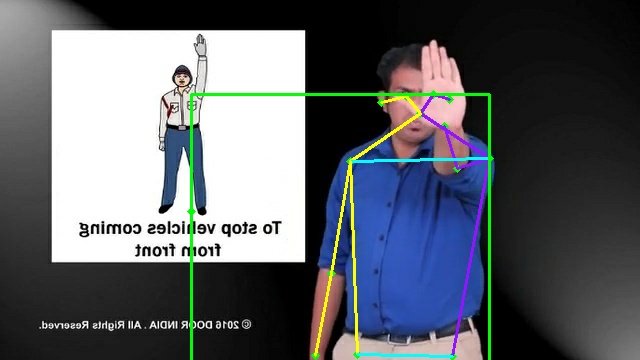 To stop vehicles coming
from front
© 2016 DOOR INDIA . All Rights Reserved.